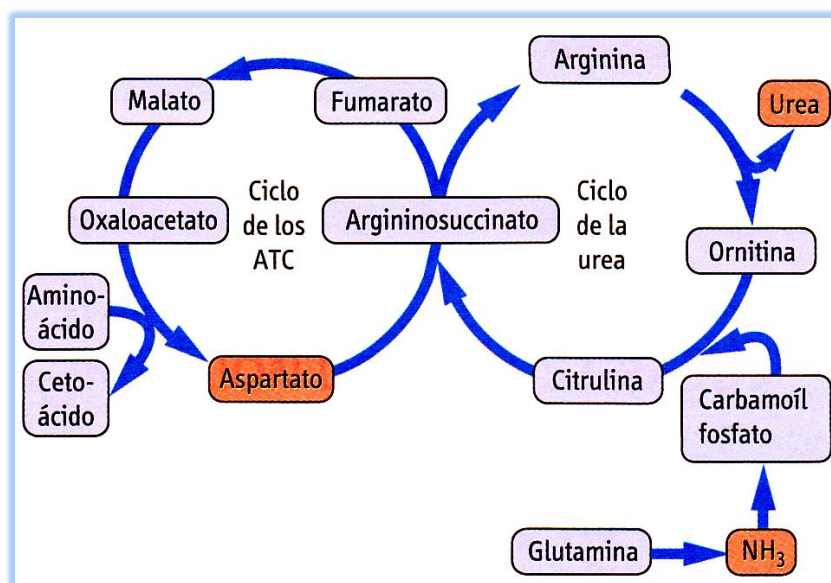 Arginina
Urea
Malato
Fumarato
Oxaloacetato
Ciclo
de los
ATC
Argininosuccinato
Ciclo
de la
urea
Ornitina
Amino-
ácido
Ceto-
ácido
Aspartato
Citrulina
Carbamoíl
fosfato
Glutamina
NH₃